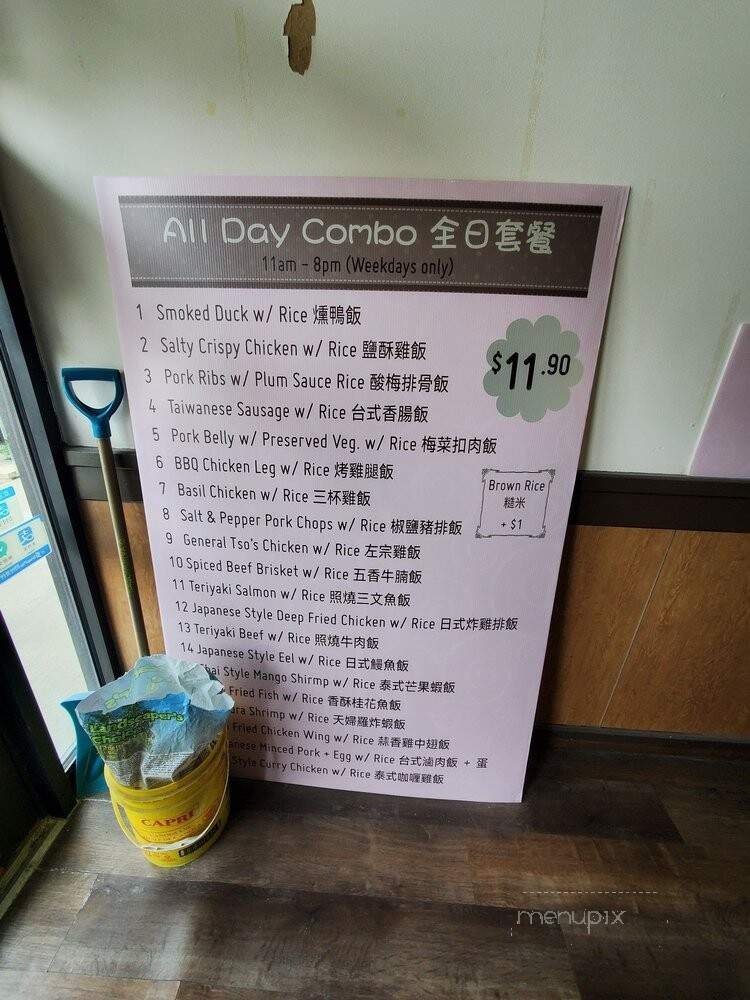 All Day Combo 全日套餐
11am - 8pm (Weekdays only)
1 Smoked Duck w/ Rice 燻鴨飯
2 Salty Crispy Chicken w/ Rice 鹽酥雞飯
$11.90
3 Pork Ribs w/ Plum Sauce Rice 酸梅排骨飯
4 Taiwanese Sausage w/ Rice 台式香腸飯
5 Pork Belly w/ Preserved Veg. w/ Rice 梅菜扣肉飯
6 BBQ Chicken Leg w/ Rice 烤雞腿飯
7 Basil Chicken w/ Rice 三杯雞飯
Brown Rice
糙米
+ $1
8 Salt & Pepper Pork Chops w/ Rice 椒鹽豬排飯
9 General Tso's Chicken w/ Rice 左宗雞飯
10 Spiced Beef Brisket w/ Rice 五香牛腩飯
11 Teriyaki Salmon w/ Rice 照燒三文魚飯
12 Japanese Style Deep Fried Chicken w/ Rice 日式炸雞排飯
13 Teriyaki Beef w/ Rice 照燒牛肉飯
14 Japanese Style Eel w/ Rice 日式鰻魚飯
hai Style Mango Shirmp w/ Rice 泰式芒果蝦飯
Fried Fish w/ Rice 香酥桂花魚飯
ura Shrimp w/ Rice 天婦羅炸蝦飯
Fried Chicken Wing w/ Rice 蒜香雞中翅飯
anese Minced Pork + Egg w/ Rice 台式滷肉飯 + 蛋
Style Curry Chicken w/ Rice 泰式咖喱雞飯
Landscaper's
Choice
CAPRI
menupix